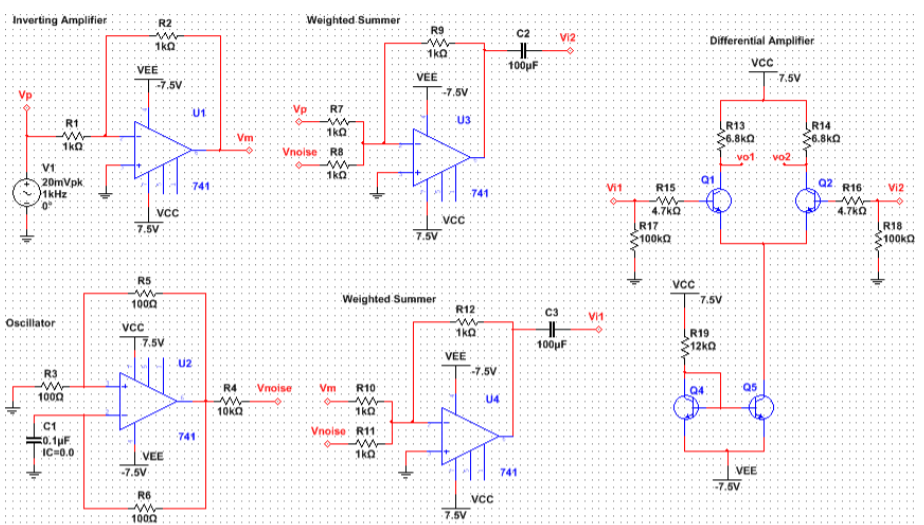 Inverting Amplifier
R2
1kΩ
VEE
-7.5V
Vp
R1
1kΩ
U1
Vm
V1
20mVpk
1kHz
0°
741
VCC
7.5V
Weighted Summer
R9
1kΩ
C2
100µF
Vi2
VEE
-7.5V
Vp
R7
1kΩ
U3
Vnoise
R8
1kΩ
741
VCC
7.5V
Differential Amplifier
VCC
7.5V
R13
6.8kΩ
R14
6.8kΩ
vo1
vo2
Q1
Q2
Vi1
R15
4.7kΩ
R16
4.7kΩ
Vi2
R17
100kΩ
R18
100kΩ
VCC
7.5V
R19
12kΩ
Q4
Q5
VEE
-7.5V
Oscillator
R5
100Ω
VCC
7.5V
U2
R3
100Ω
R4
10kΩ
Vnoise
C1
0.1µF
IC=0.0
741
VEE
-7.5V
R6
100Ω
Weighted Summer
R12
1kΩ
C3
100µF
Vi1
VEE
-7.5V
Vm
R10
1kΩ
U4
Vnoise
R11
1kΩ
741
VCC
7.5V